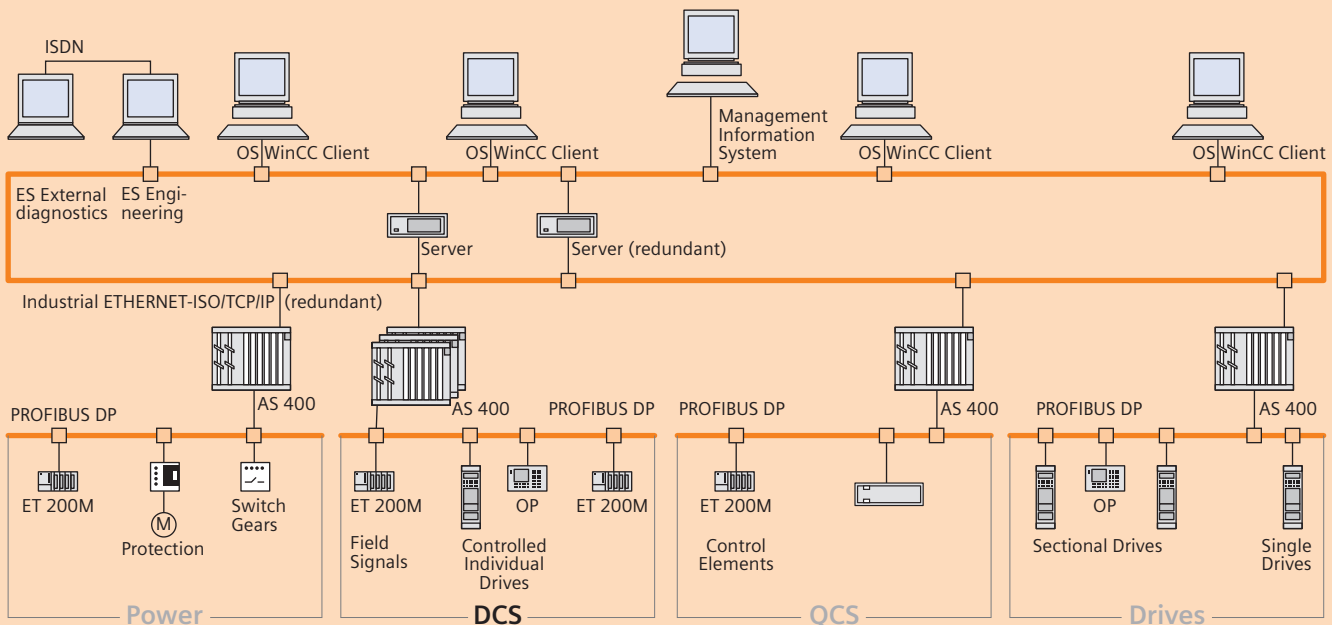 ISDN
Management
Information
System
OS WinCC Client
OS WinCC Client
OS WinCC Client
OS WinCC Client
ES External
diagnostics
ES Engi-
neering
Server
Server (redundant)
Industrial ETHERNET-ISO/TCP/IP (redundant)
AS 400
AS 400
AS 400
AS 400
PROFIBUS DP
PROFIBUS DP
PROFIBUS DP
PROFIBUS DP
ET 200M
M
Protection
Switch
Gears
ET 200M
Field
Signals
Controlled
Individual
Drives
OP
ET 200M
ET 200M
Control
Elements
OP
Sectional Drives
Single
Drives
Power
DCS
QCS
Drives